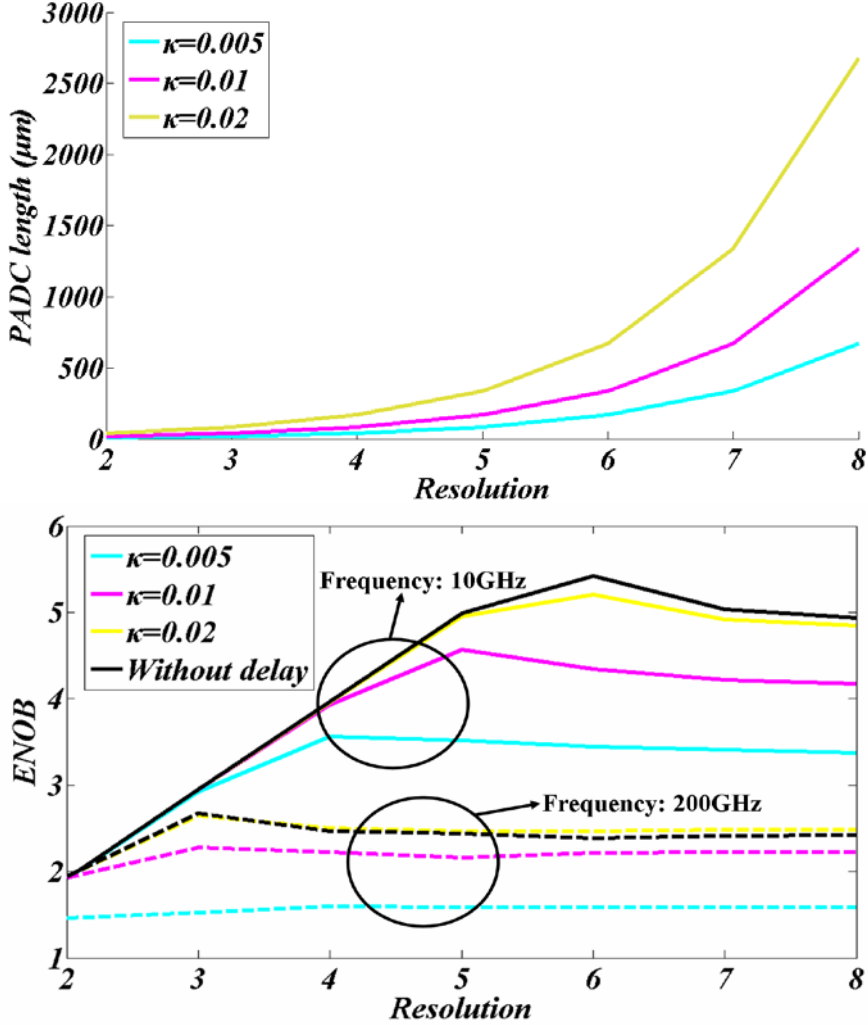 3000
2500
2000
1500
1000
500
0
PADC length (μm)
κ=0.005
κ=0.01
κ=0.02
2 3 4 5 6 7 8
Resolution
6
5
4
3
2
1
ENOB
κ=0.005
κ=0.01
κ=0.02
Without delay
Frequency: 10GHz
Frequency: 200GHz
2 3 4 5 6 7 8
Resolution